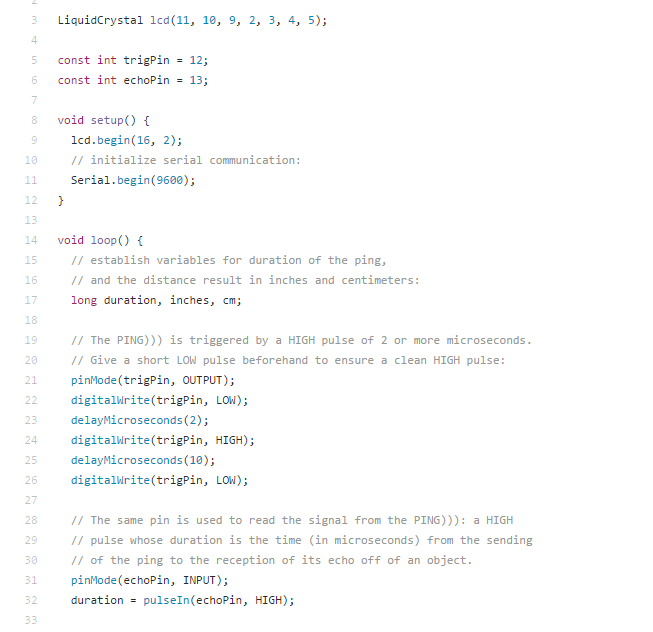 2
3 LiquidCrystal lcd(11, 10, 9, 2, 3, 4, 5);
4
5 const int trigPin = 12;
6 const int echoPin = 13;
7
8 void setup() {
9 lcd.begin(16, 2);
10 // initialize serial communication:
11 Serial.begin(9600);
12 }
13
14 void loop() {
15 // establish variables for duration of the ping,
16 // and the distance result in inches and centimeters:
17 long duration, inches, cm;
18
19 // The PING))) is triggered by a HIGH pulse of 2 or more microseconds.
20 // Give a short LOW pulse beforehand to ensure a clean HIGH pulse:
21 pinMode(trigPin, OUTPUT);
22 digitalWrite(trigPin, LOW);
23 delayMicroseconds(2);
24 digitalWrite(trigPin, HIGH);
25 delayMicroseconds(10);
26 digitalWrite(trigPin, LOW);
27
28 // The same pin is used to read the signal from the PING))): a HIGH
29 // pulse whose duration is the time (in microseconds) from the sending
30 // of the ping to the reception of its echo off of an object.
31 pinMode(echoPin, INPUT);
32 duration = pulseIn(echoPin, HIGH);
33